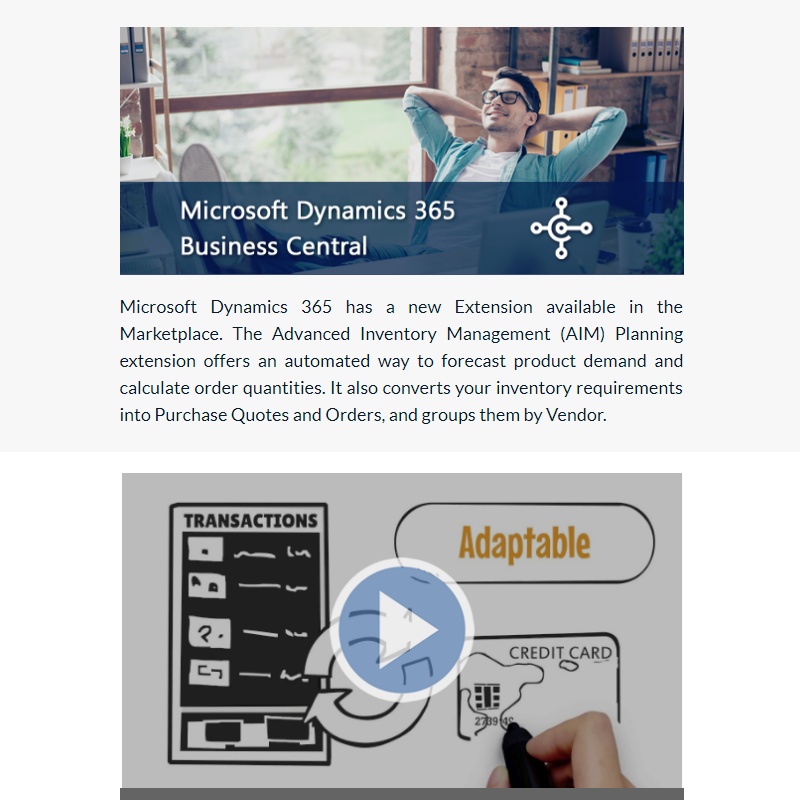 Microsoft Dynamics 365
Business Central
Microsoft Dynamics 365 has a new Extension available in the
Marketplace. The Advanced Inventory Management (AIM) Planning
extension offers an automated way to forecast product demand and
calculate order quantities. It also converts your inventory requirements
into Purchase Quotes and Orders, and groups them by Vendor.
TRANSACTIONS
Adaptable
CREDIT CARD